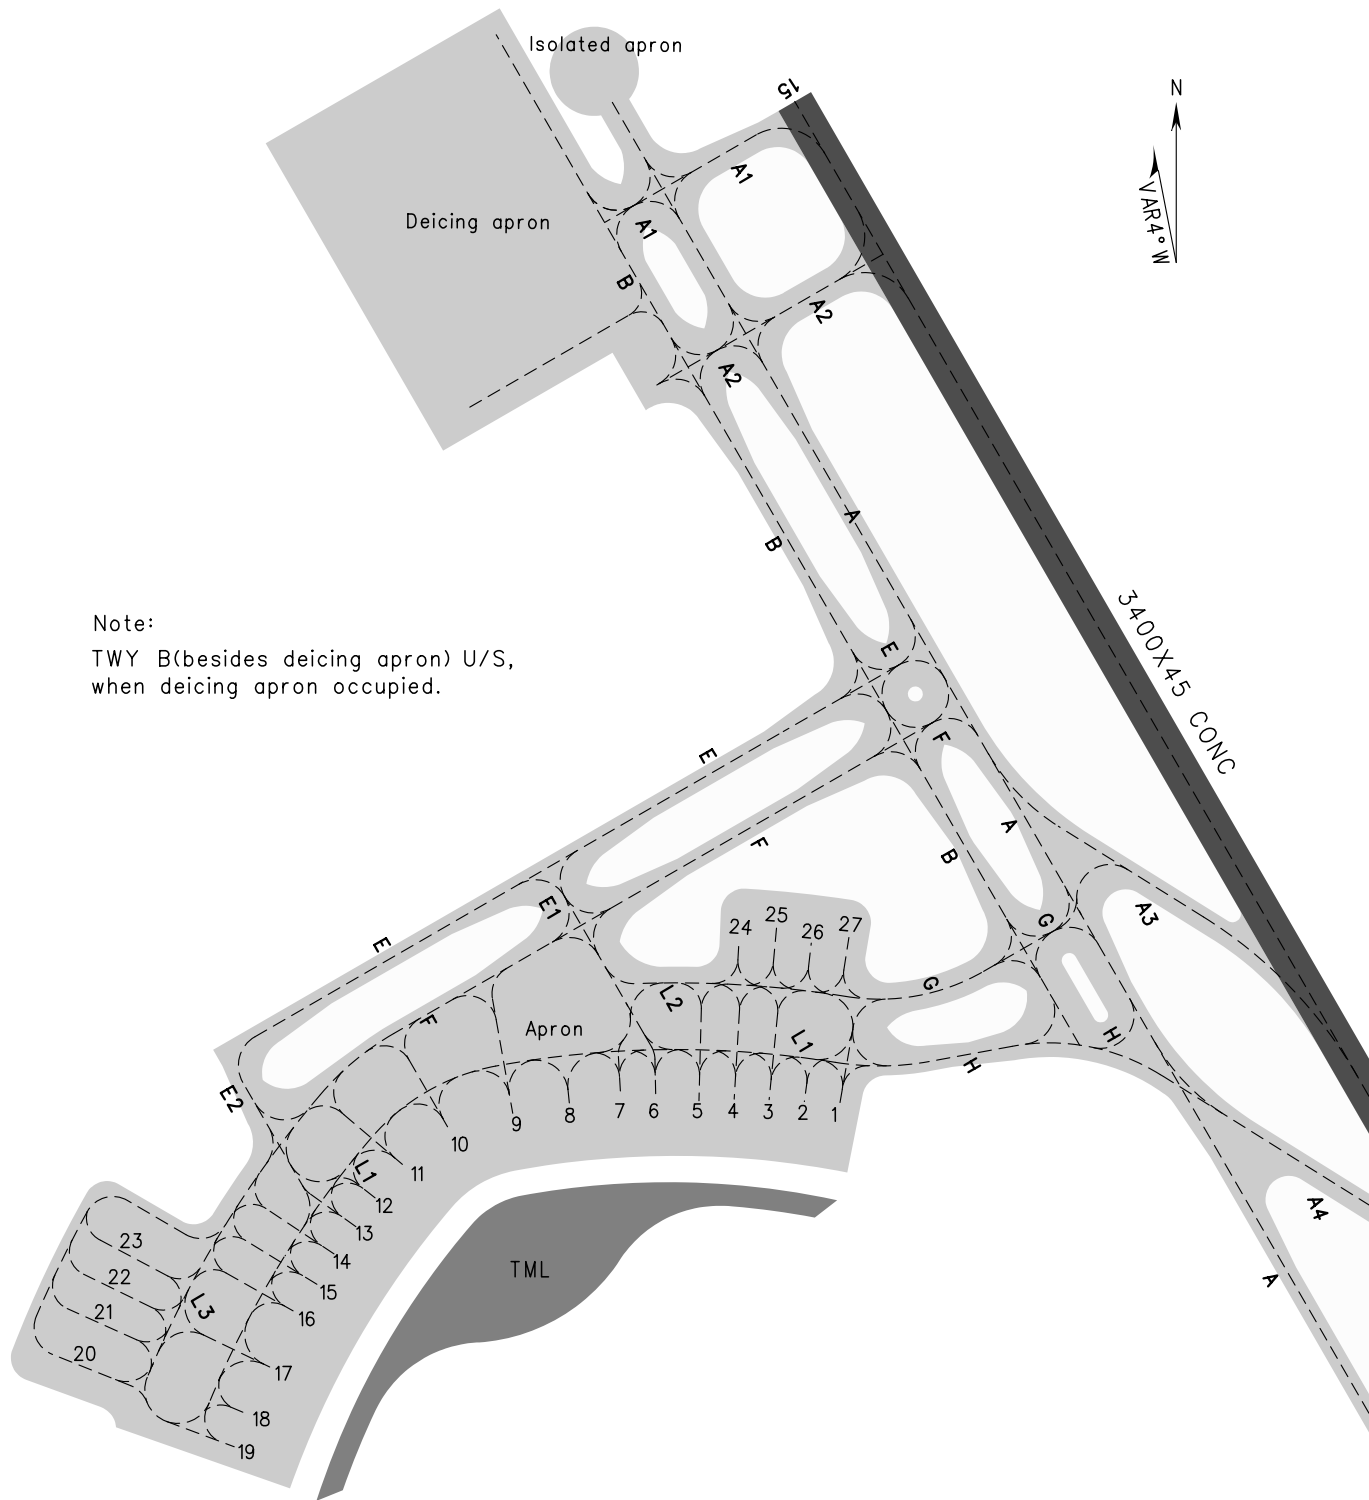 Isolated apron
15
N
VAR4°W
A1
Deicing apron
A1
B
A2
A2
A
B
3400X45 CONC
Note:
TWY B(besides deicing apron) U/S,
when deicing apron occupied.
E
F
E
A
F
B
E1
A3
G
24
25
26
27
E
G
L2
F
Apron
L1
H
H
E2
7
6
5
4
3
2
1
8
9
10
11
L1
12
13
14
15
16
17
18
19
A4
A
23
22
21
20
L3
TML